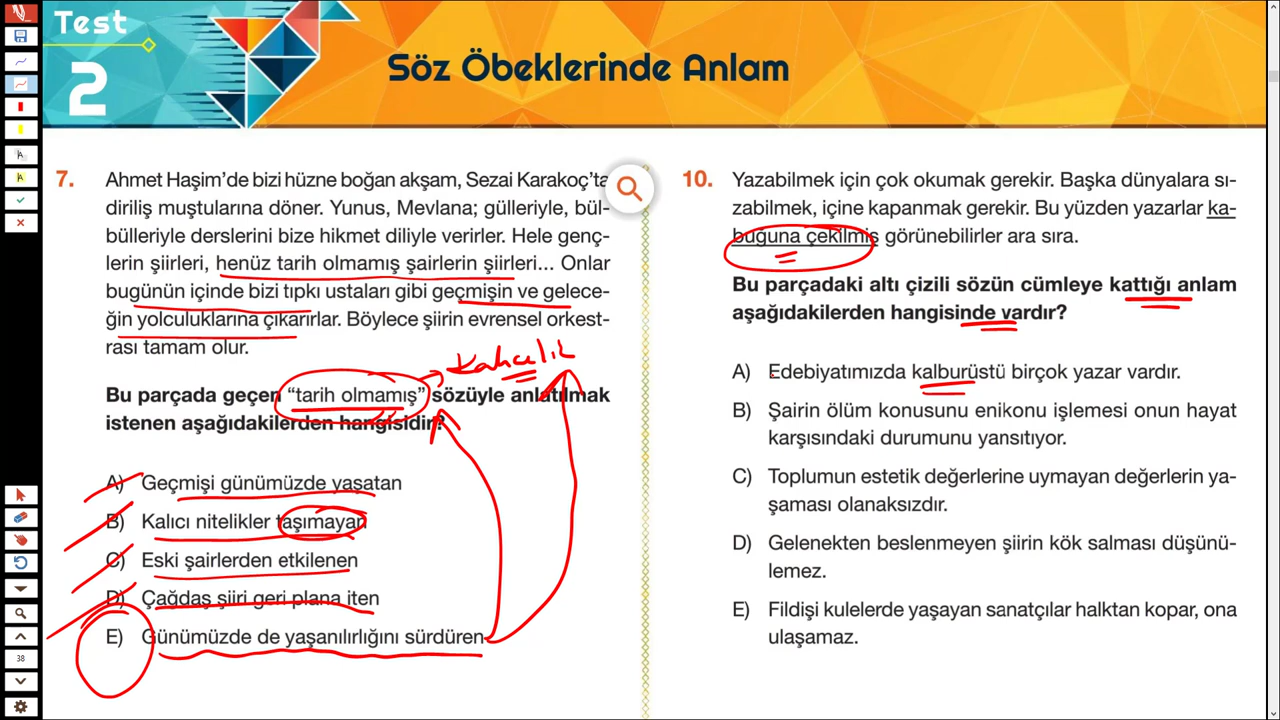 Test
2
Söz Öbeklerinde Anlam
7. Ahmet Haşim’de bizi hüzne boğan akşam, Sezai Karakoç’ta
diriliş muştularına döner. Yunus, Mevlana; gülleriyle, bül-
bülleriyle derslerini bize hikmet diliyle verirler. Hele genç-
lerin şiirleri, henüz tarih olmamış şairlerin şiirleri... Onlar
bugünün içinde bizi tıpkı ustaları gibi geçmişin ve gelece-
ğin yolculuklarına çıkarırlar. Böylece şiirin evrensel orkest-
rası tamam olur.
Kalıcılık
Bu parçada geçen “tarih olmamış” sözüyle anlatılmak
istenen aşağıdakilerden hangisidir?
A) Geçmişi günümüzde yaşatan
B) Kalıcı nitelikler taşımayan
C) Eski şairlerden etkilenen
D) Çağdaş şiiri geri plana iten
E) Günümüzde de yaşanılırlığını sürdüren
10. Yazabilmek için çok okumak gerekir. Başka dünyalara sı-
zabilmek, içine kapanmak gerekir. Bu yüzden yazarlar ka-
buğuna çekilmiş görünebilirler ara sıra.
Bu parçadaki altı çizili sözün cümleye kattığı anlam
aşağıdakilerden hangisinde vardır?
A) Edebiyatımızda kalburüstü birçok yazar vardır.
B) Şairin ölüm konusunu enikonu işlemesi onun hayat
karşısındaki durumunu yansıtıyor.
C) Toplumun estetik değerlerine uymayan değerlerin ya-
şaması olanaksızdır.
D) Gelenekten beslenmeyen şiirin kök salması düşünü-
lemez.
E) Fildişi kulelerde yaşayan sanatçılar halktan kopar, ona
ulaşamaz.
38